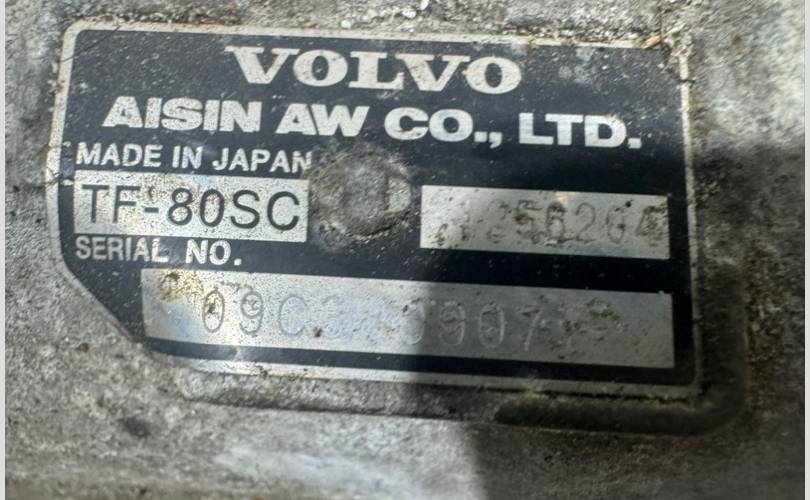 VOLVO
AISIN AW CO., LTD.
MADE IN JAPAN
TF-80SC
SERIAL NO.